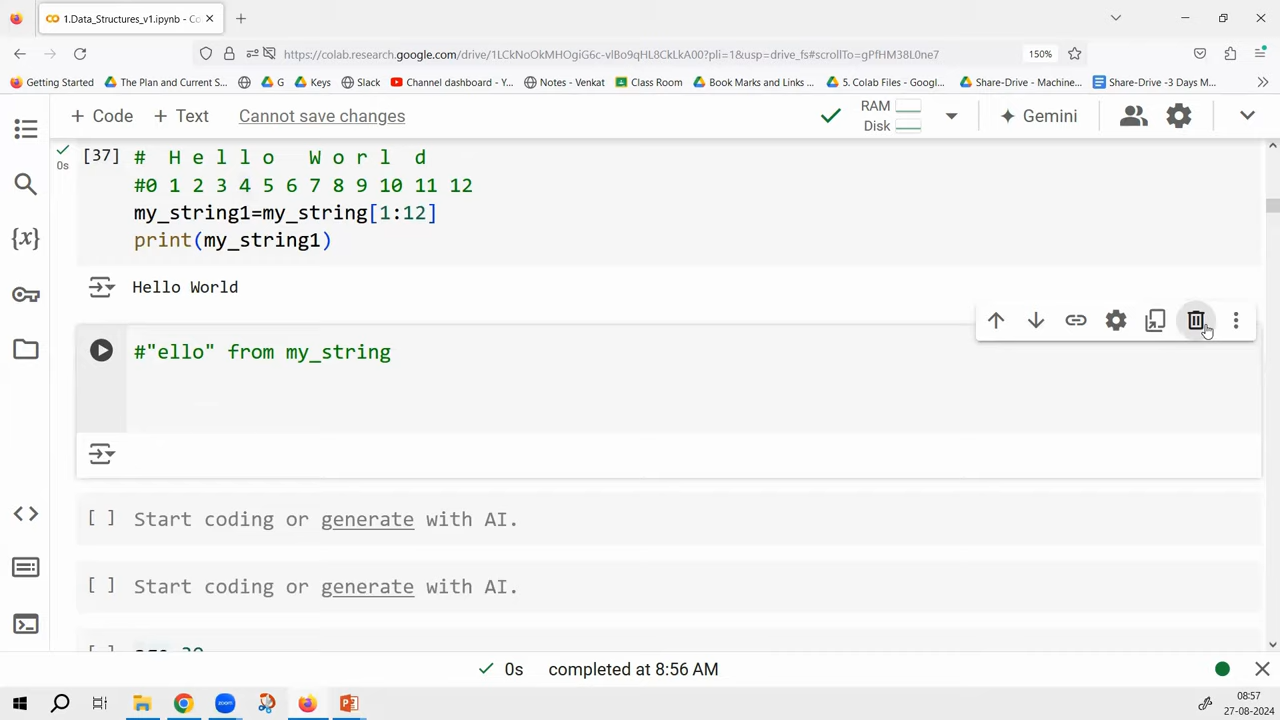 1.Data_Structures_v1.ipynb - Co
https://colab.research.google.com/drive/1LCkNoOkMHOgiG6c-vlBo9qHL8CkLkA00?pli=1&usp=drive_fs#scrollTo=gPfHM38L0ne7
150%
Getting Started
The Plan and Current S...
G
Keys
Slack
Channel dashboard - Y...
Notes - Venkat
Class Room
Book Marks and Links ...
5. Colab Files - Googl...
Share-Drive - Machine...
Share-Drive -3 Days M...
+ Code
+ Text
Cannot save changes
RAM
Disk
Gemini
[37]
0s
# H e l l o W o r l d
#0 1 2 3 4 5 6 7 8 9 10 11 12
my_string1=my_string[1:12]
print(my_string1)
Hello World
#"ello" from my_string
[ ] Start coding or generate with AI.
[ ] Start coding or generate with AI.
0s completed at 8:56 AM
zoom
08:57
27-08-2024